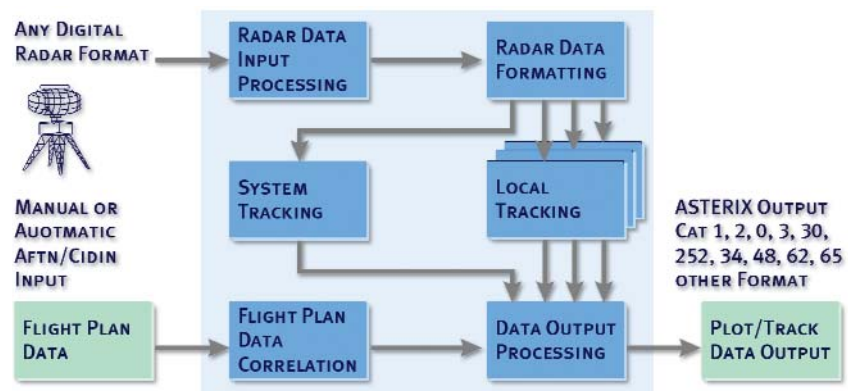 ANY DIGITAL
RADAR FORMAT
RADAR DATA
INPUT
PROCESSING
RADAR DATA
FORMATTING
SYSTEM
TRACKING
LOCAL
TRACKING
MANUAL OR
AUOTMATIC
AFTN/CIDIN
INPUT
ASTERIX OUTPUT
CAT 1, 2, 0, 3, 30,
252, 34, 48, 62, 65
OTHER FORMAT
FLIGHT PLAN
DATA
FLIGHT PLAN
DATA
CORRELATION
DATA OUTPUT
PROCESSING
PLOT/TRACK
DATA OUTPUT